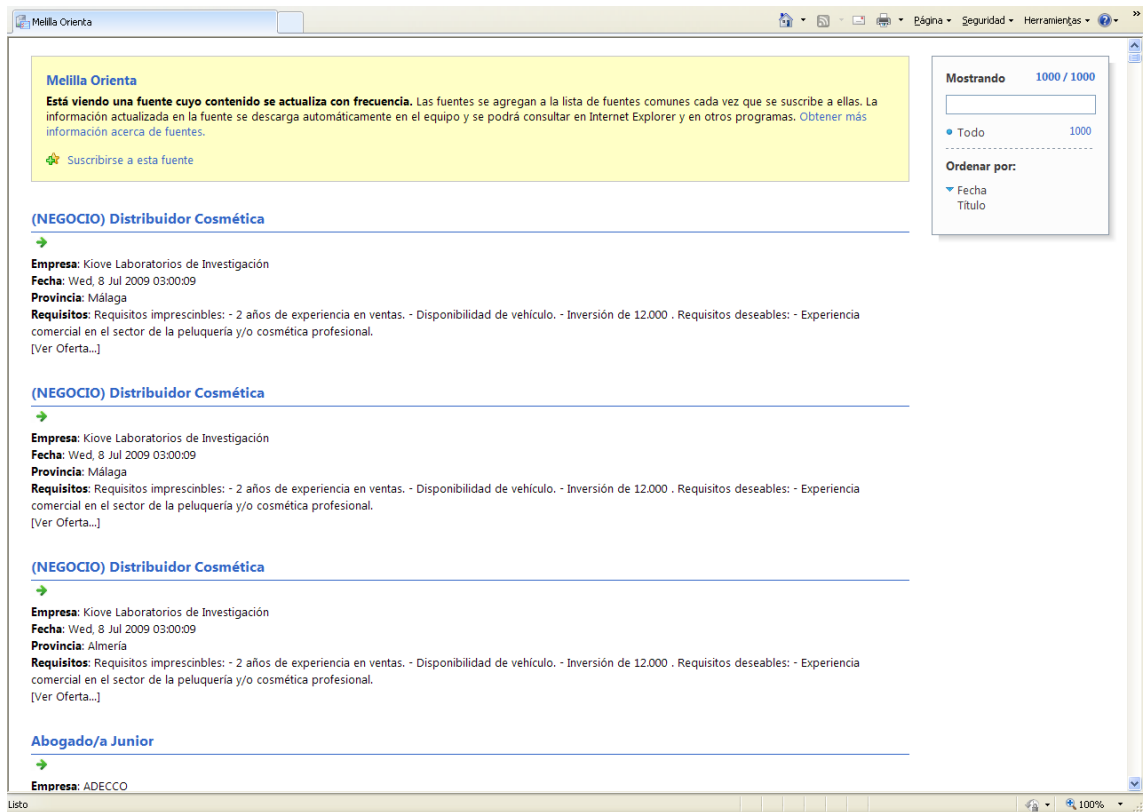 Melilla Orienta
Página
Seguridad
Herramientas
»
Melilla Orienta
Está viendo una fuente cuyo contenido se actualiza con frecuencia. Las fuentes se agregan a la lista de fuentes comunes cada vez que se suscribe a ellas. La
información actualizada en la fuente se descarga automáticamente en el equipo y se podrá consultar en Internet Explorer y en otros programas. Obtener más
información acerca de fuentes.
Suscribirse a esta fuente
Mostrando 1000 / 1000
Todo 1000
Ordenar por:
Fecha
Título
(NEGOCIO) Distribuidor Cosmética
Empresa: Kiove Laboratorios de Investigación
Fecha: Wed, 8 Jul 2009 03:00:09
Provincia: Málaga
Requisitos: Requisitos imprescinbles: - 2 años de experiencia en ventas. - Disponibilidad de vehículo. - Inversión de 12.000 . Requisitos deseables: - Experiencia
comercial en el sector de la peluquería y/o cosmética profesional.
[Ver Oferta...]
(NEGOCIO) Distribuidor Cosmética
Empresa: Kiove Laboratorios de Investigación
Fecha: Wed, 8 Jul 2009 03:00:09
Provincia: Málaga
Requisitos: Requisitos imprescinbles: - 2 años de experiencia en ventas. - Disponibilidad de vehículo. - Inversión de 12.000 . Requisitos deseables: - Experiencia
comercial en el sector de la peluquería y/o cosmética profesional.
[Ver Oferta...]
(NEGOCIO) Distribuidor Cosmética
Empresa: Kiove Laboratorios de Investigación
Fecha: Wed, 8 Jul 2009 03:00:09
Provincia: Almería
Requisitos: Requisitos imprescinbles: - 2 años de experiencia en ventas. - Disponibilidad de vehículo. - Inversión de 12.000 . Requisitos deseables: - Experiencia
comercial en el sector de la peluquería y/o cosmética profesional.
[Ver Oferta...]
Abogado/a Junior
Empresa: ADECCO
Listo
100%